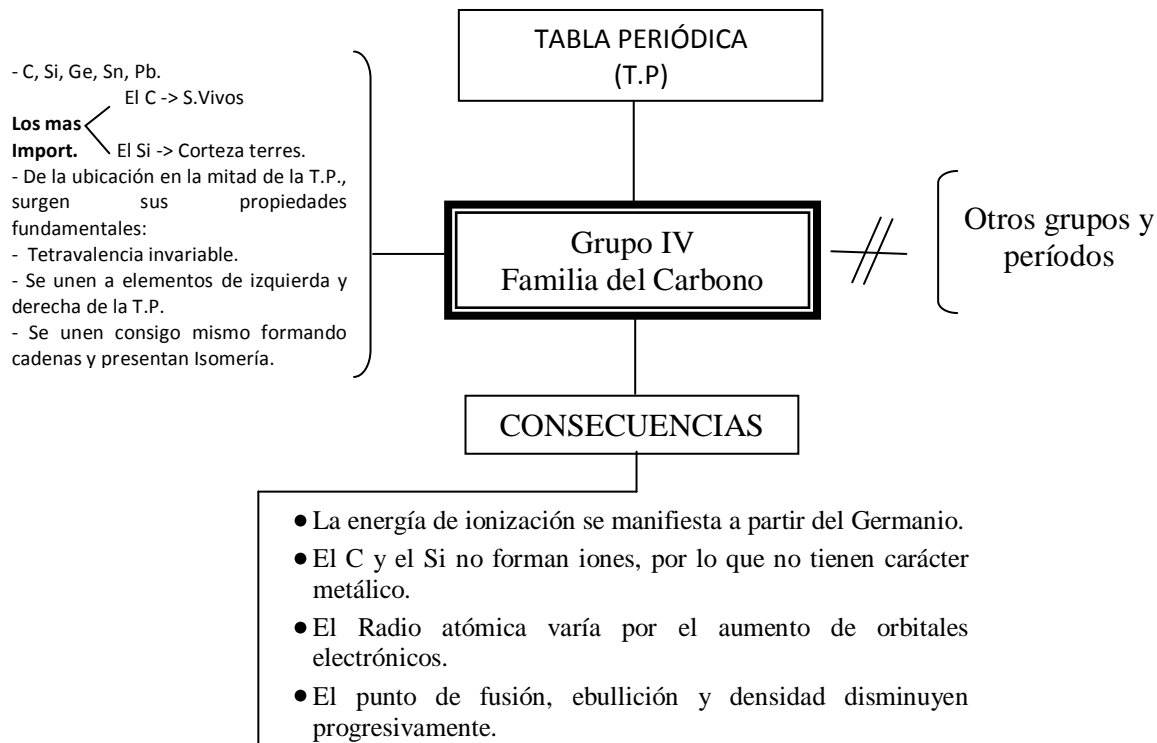 TABLA PERIÓDICA
(T.P)
- C, Si, Ge, Sn, Pb.
El C -> S.Vivos
Los mas
Import. El Si -> Corteza terres.
- De la ubicación en la mitad de la T.P.,
surgen sus propiedades
fundamentales:
- Tetravalencia invariable.
- Se unen a elementos de izquierda y
derecha de la T.P.
- Se unen consigo mismo formando
cadenas y presentan Isomería.
Grupo IV
Familia del Carbono
Otros grupos y
períodos
CONSECUENCIAS
• La energía de ionización se manifiesta a partir del Germanio.
• El C y el Si no forman iones, por lo que no tienen carácter
metálico.
• El Radio atómica varía por el aumento de orbitales
electrónicos.
• El punto de fusión, ebullición y densidad disminuyen
progresivamente.